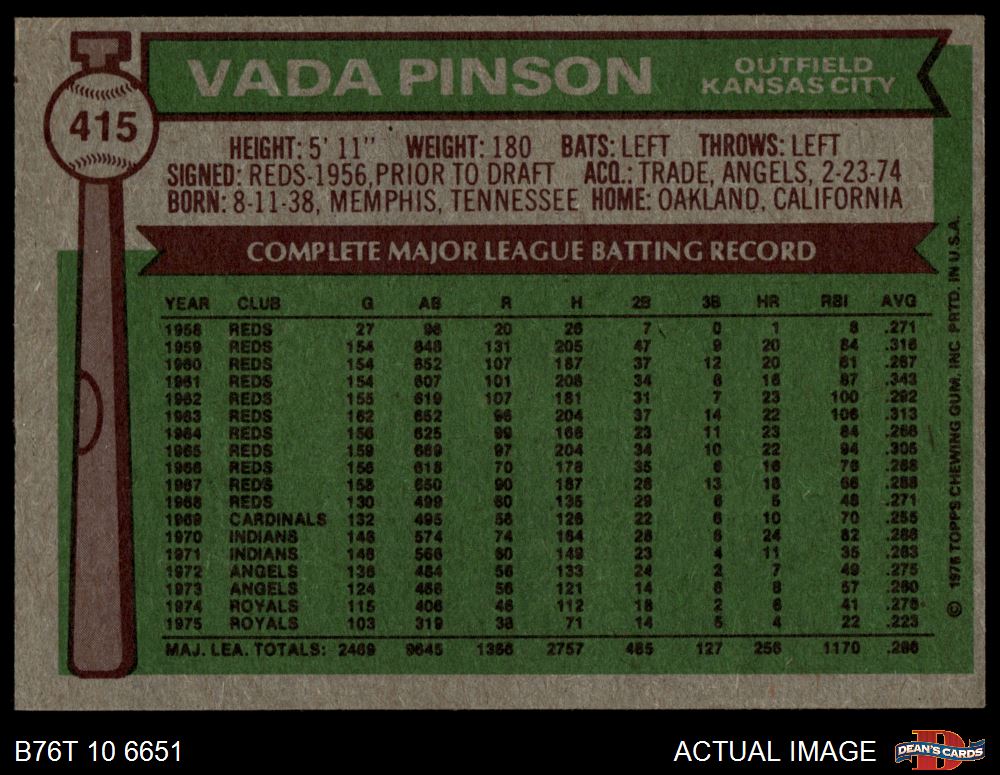 VADA PINSON
OUTFIELD
KANSAS CITY
415
HEIGHT: 5' 11" WEIGHT: 180 BATS: LEFT THROWS: LEFT
SIGNED: REDS-1956, PRIOR TO DRAFT ACQ.: TRADE, ANGELS, 2-23-74
BORN: 8-11-38, MEMPHIS, TENNESSEE HOME: OAKLAND, CALIFORNIA
COMPLETE MAJOR LEAGUE BATTING RECORD
YEAR CLUB G AB R H 2B 3B HR RBI AVG
1958 REDS 27 96 20 26 7 0 1 8 .271
1959 REDS 154 648 131 205 47 9 20 84 .316
1960 REDS 154 652 107 187 37 12 20 61 .287
1961 REDS 154 607 101 208 34 8 16 87 .343
1962 REDS 155 619 107 181 31 7 23 100 .292
1963 REDS 162 652 96 204 37 14 22 106 .313
1964 REDS 156 625 99 166 23 11 23 84 .266
1965 REDS 159 669 97 204 34 10 22 94 .305
1966 REDS 156 618 70 178 35 6 16 76 .288
1967 REDS 158 650 90 187 28 13 18 66 .288
1968 REDS 130 499 60 135 29 6 5 48 .271
1969 CARDINALS 132 495 58 126 22 6 10 70 .255
1970 INDIANS 148 574 74 164 28 6 24 82 .286
1971 INDIANS 146 566 60 149 23 4 11 35 .263
1972 ANGELS 136 484 56 133 24 2 7 49 .275
1973 ANGELS 124 466 56 121 14 6 8 57 .260
1974 ROYALS 115 406 46 112 18 2 6 41 .276
1975 ROYALS 103 319 38 71 14 5 4 22 .223
MAJ. LEA. TOTALS: 2469 9645 1366 2757 485 127 256 1170 .286
© 1976 TOPPS CHEWING GUM, INC. PRTD. IN U.S.A.
B76T 10 6651
ACTUAL IMAGE
D
DEAN'S CARDS